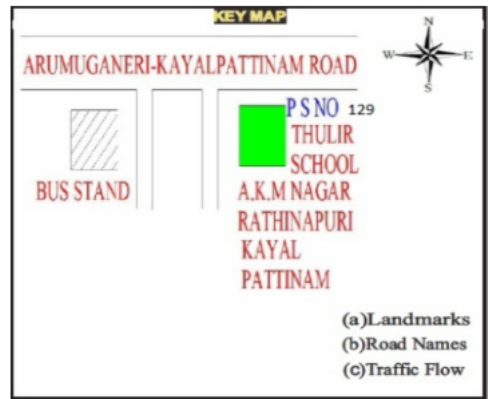 KEY MAP
N
W E
S
ARUMUGANERI-KAYALPATTINAM ROAD
P S NO 129
THULIR
SCHOOL
BUS STAND
A.K.M NAGAR
RATHINAPURI
KAYAL
PATTINAM
(a)Landmarks
(b)Road Names
(c)Traffic Flow